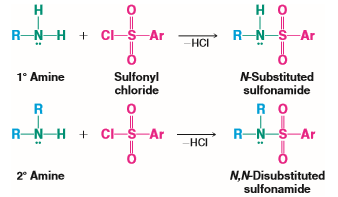 H O H O
R—N—H + Cl—S—Ar —HCl R—N—S—Ar
O O
1° Amine Sulfonyl chloride N-Substituted sulfonamide
R O R O
R—N—H + Cl—S—Ar —HCl R—N—S—Ar
O O
2° Amine N,N-Disubstituted
sulfonamide